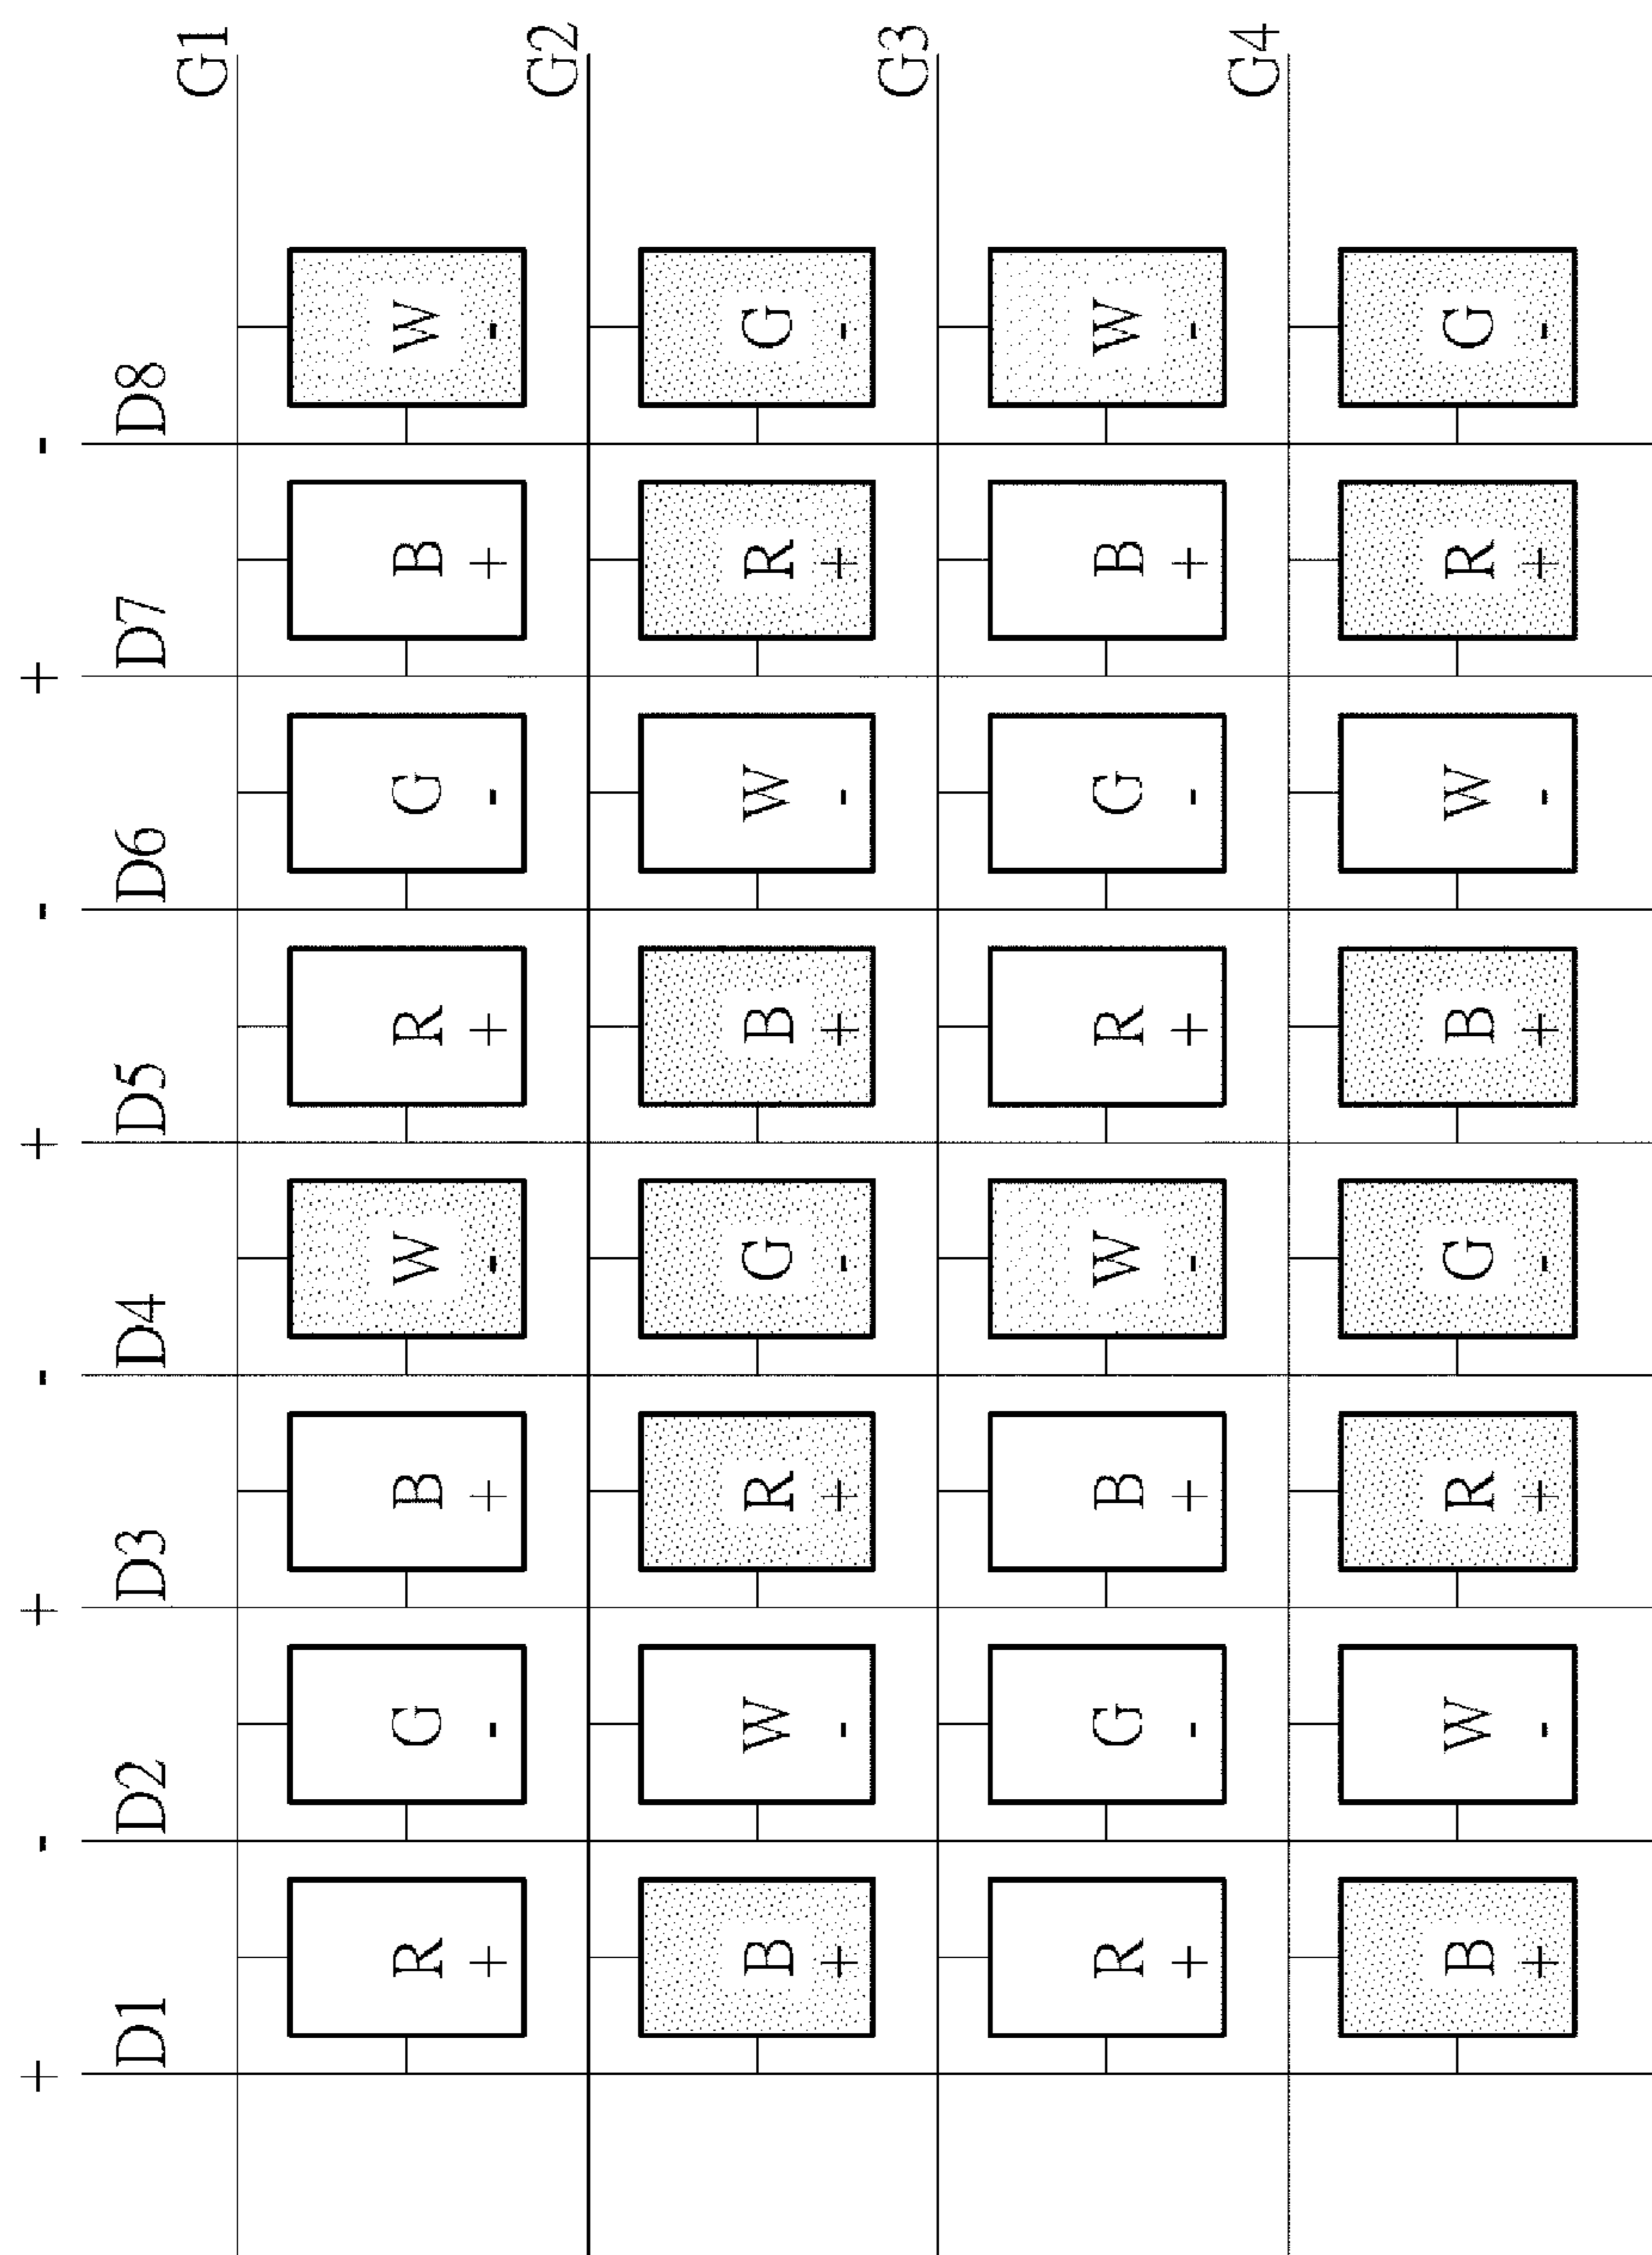 + - + - + - + -
D1 D2 D3 D4 D5 D6 D7 D8
G1
R G B W R G B W
+ - + - + - + -
G2
B W R G B W R G
+ - + - + - + -
G3
R G B W R G B W
+ - + - + - + -
G4
B W R G B W R G
+ - + - + - + -